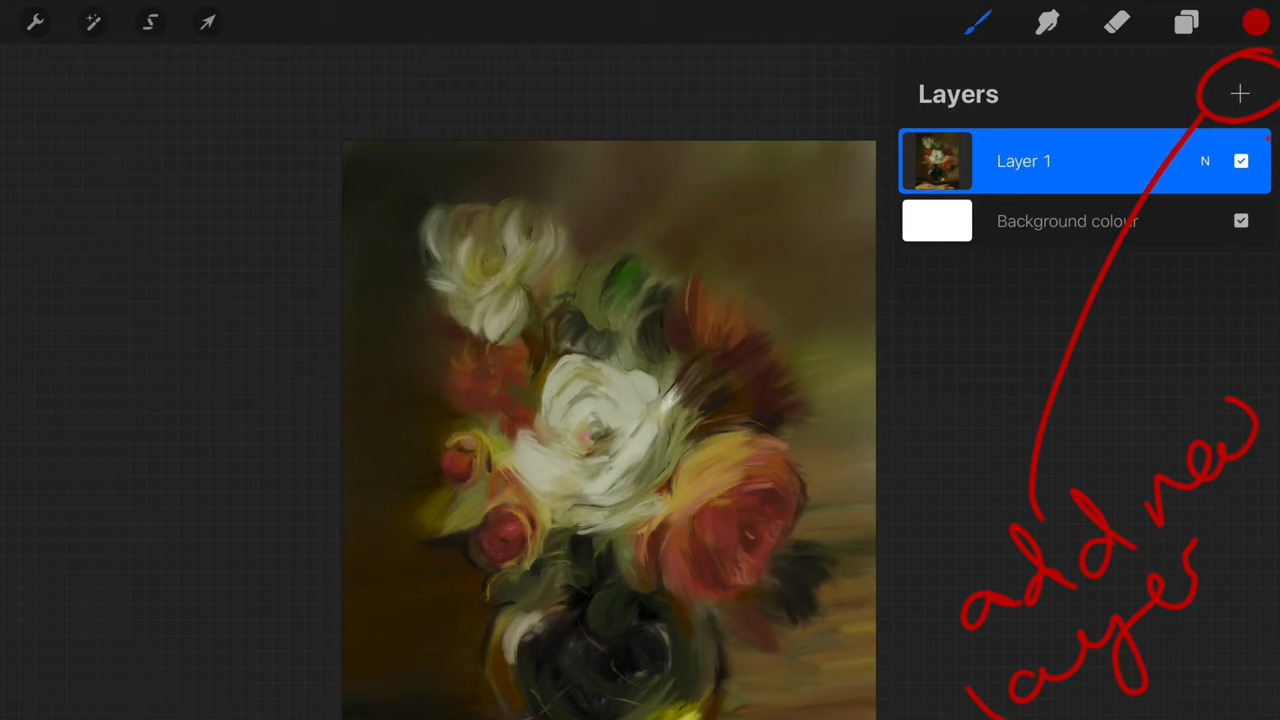 Layers
Layer 1 N
Background colour
add new
layer